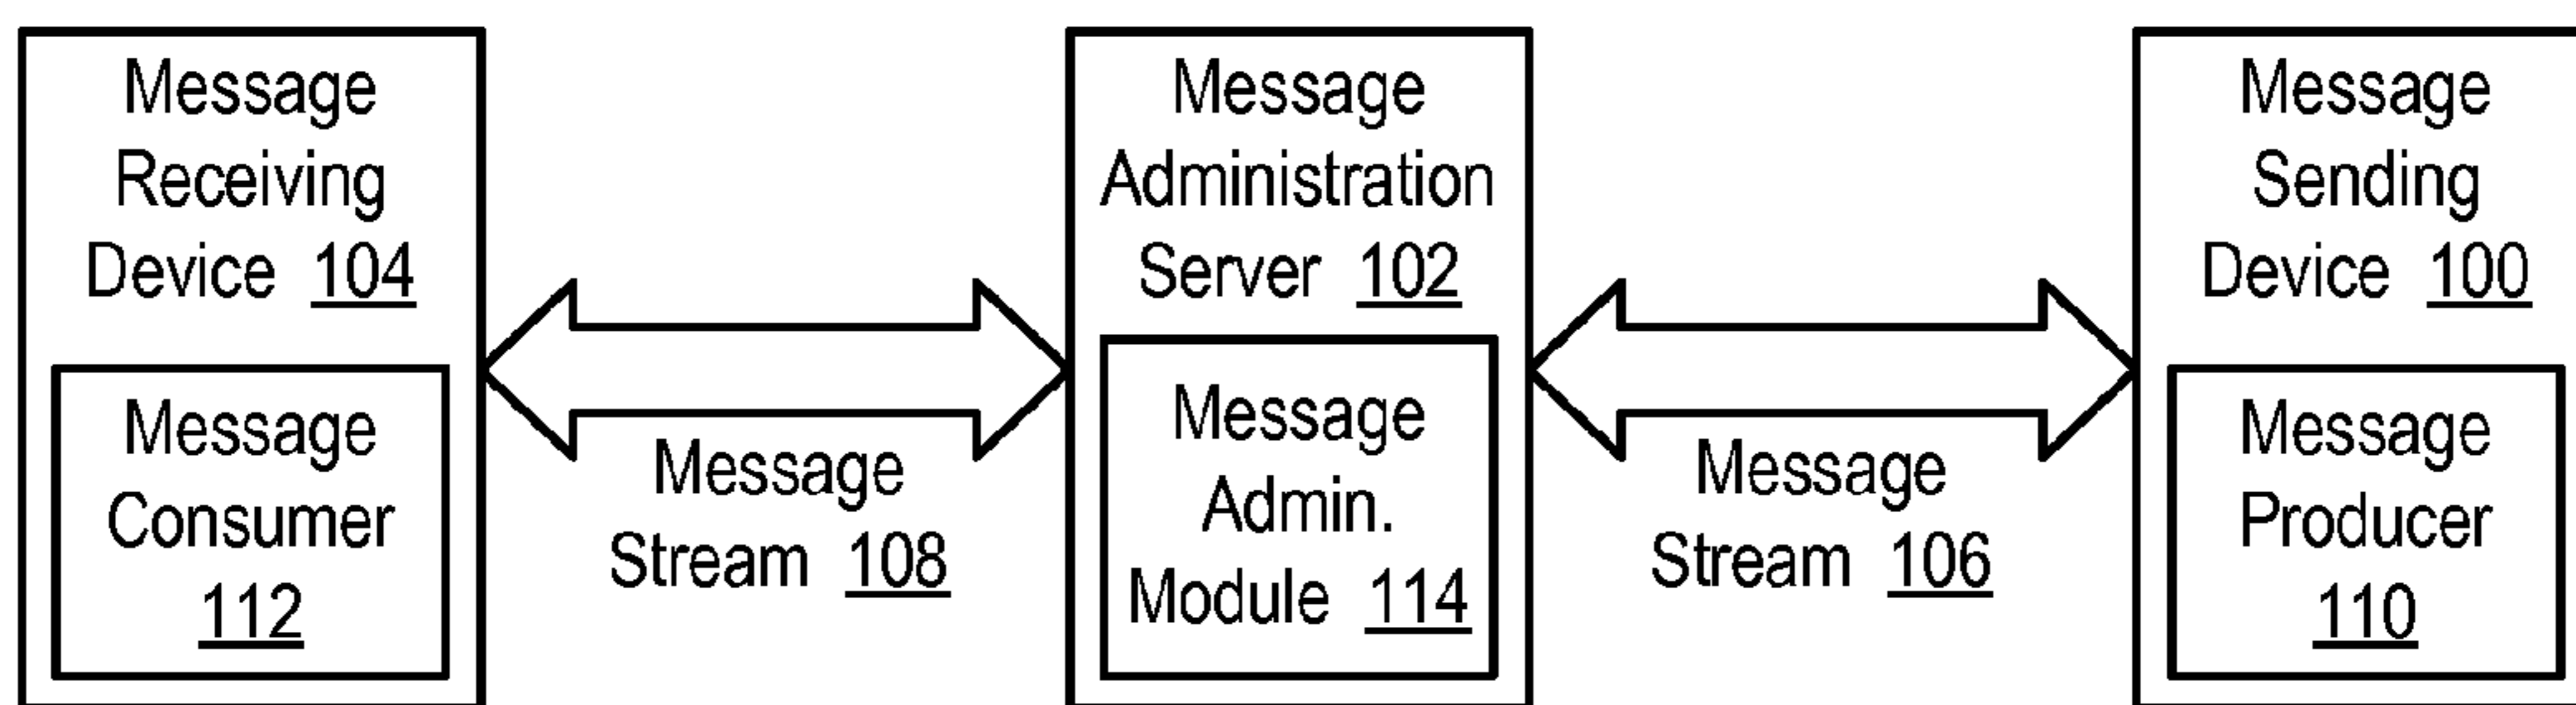 Message
Receiving
Device 104
Message
Consumer
112
Message
Stream 108
Message
Administration
Server 102
Message
Admin.
Module 114
Message
Stream 106
Message
Sending
Device 100
Message
Producer
110